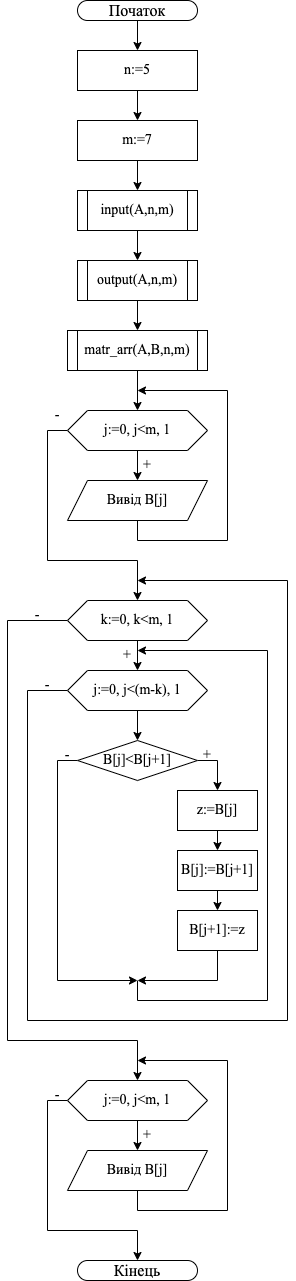 Початок
n:=5
m:=7
input(A,n,m)
output(A,n,m)
matr_arr(A,B,n,m)
-
j:=0, j<m, 1
+
Вивід B[j]
-
k:=0, k<m, 1
+
-
j:=0, j<(m-k), 1
-
B[j]<B[j+1]
+
z:=B[j]
B[j]:=B[j+1]
B[j+1]:=z
-
j:=0, j<m, 1
+
Вивід B[j]
Кінець